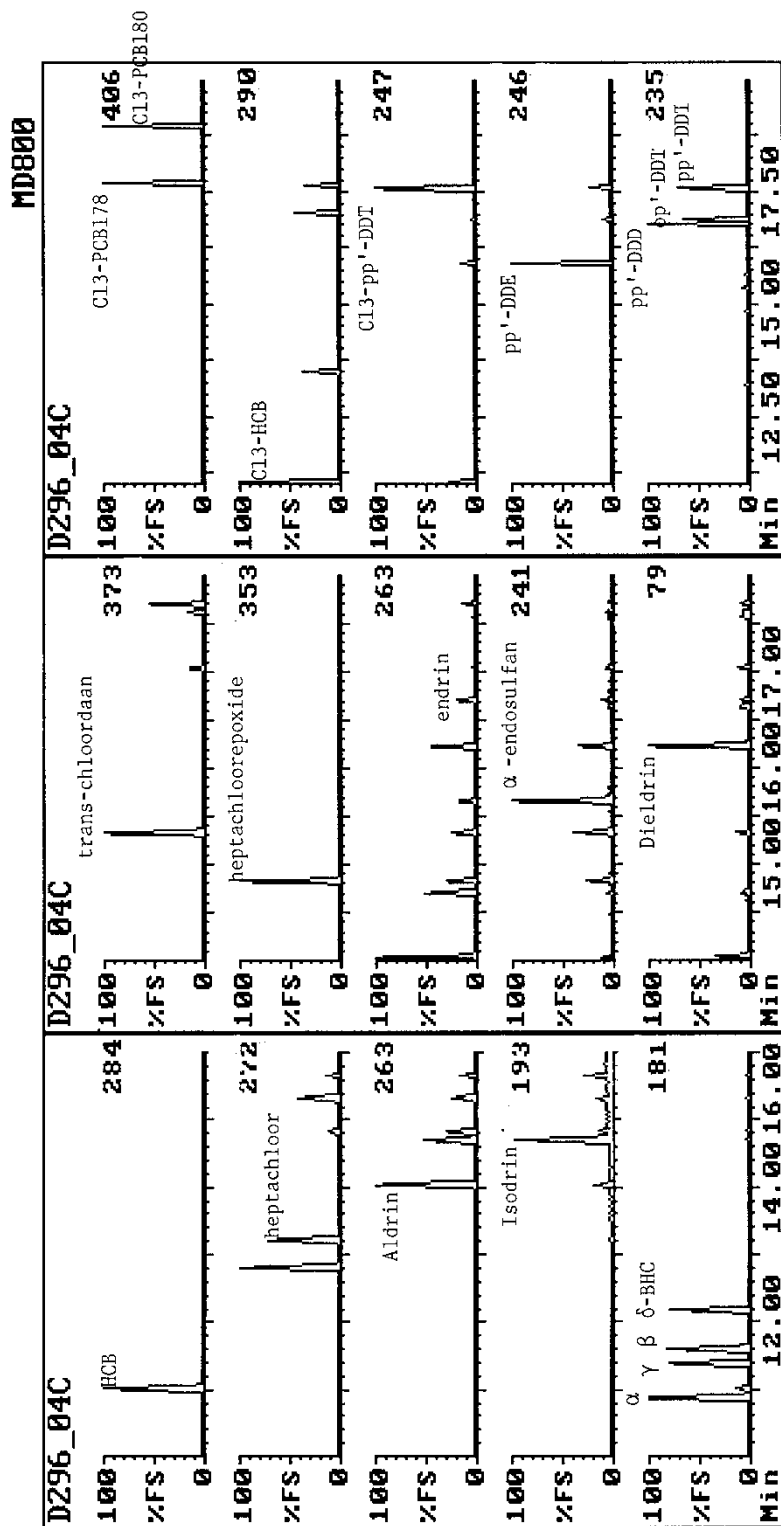 MD800
D296_04C
100
%FS
0
284
HCB
100
%FS
0
272
heptachloor
100
%FS
0
263
Aldrin
100
%FS
0
193
Isodrin
100
%FS
0
181
α γ β δ-BHC
Min 12.00 14.00 16.00
D296_04C
100
%FS
0
373
trans-chloordaan
100
%FS
0
353
heptachloorepoxide
100
%FS
0
263
endrin
100
%FS
0
241
α -endosulfan
100
%FS
0
79
Dieldrin
Min 15.00 16.00 17.00
D296_04C
100
%FS
0
406
C13-PCB178
C13-PCB180
100
%FS
0
290
C13-HCB
100
%FS
0
247
C13-pp'-DDT
100
%FS
0
246
pp'-DDE
100
%FS
0
235
pp'-DDD
op'-DDT
pp'-DDT
Min 12.50 15.00 17.50